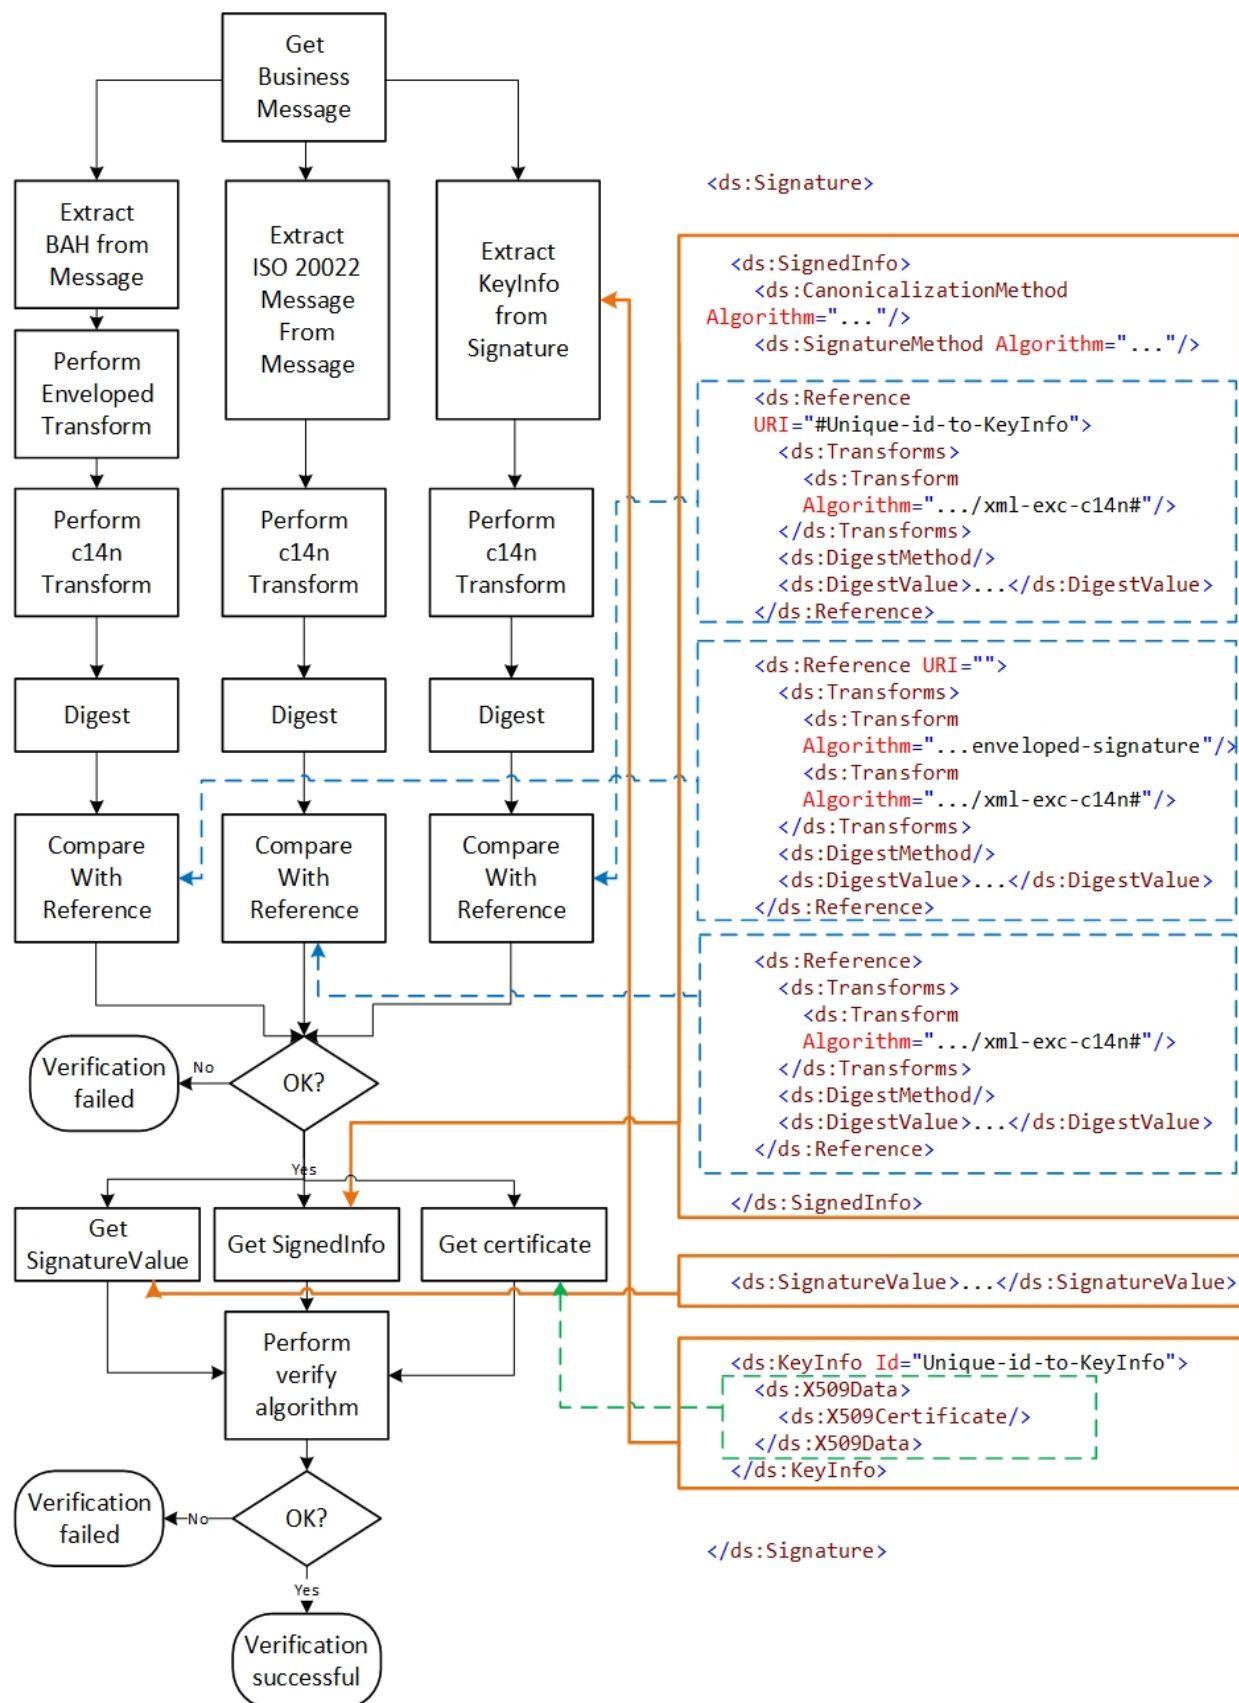 Get
Business
Message
Extract
BAH from
Message
Extract
ISO 20022
Message
From
Message
Extract
KeyInfo
from
Signature
Perform
Enveloped
Transform
Perform
c14n
Transform
Perform
c14n
Transform
Perform
c14n
Transform
Digest
Digest
Digest
Compare
With
Reference
Compare
With
Reference
Compare
With
Reference
OK?
No
Verification
failed
Yes
Get
SignatureValue
Get SignedInfo
Get certificate
Perform
verify
algorithm
OK?
No
Verification
failed
Yes
Verification
successful
<ds:Signature>
<ds:SignedInfo>
<ds:CanonicalizationMethod
Algorithm="..."/>
<ds:SignatureMethod Algorithm="..."/>
<ds:Reference
URI="#Unique-id-to-KeyInfo">
<ds:Transforms>
<ds:Transform
Algorithm=".../xml-exc-c14n#"/>
</ds:Transforms>
<ds:DigestMethod/>
<ds:DigestValue>...</ds:DigestValue>
</ds:Reference>
<ds:Reference URI="">
<ds:Transforms>
<ds:Transform
Algorithm="...enveloped-signature"/>
<ds:Transform
Algorithm=".../xml-exc-c14n#"/>
</ds:Transforms>
<ds:DigestMethod/>
<ds:DigestValue>...</ds:DigestValue>
</ds:Reference>
<ds:Reference>
<ds:Transforms>
<ds:Transform
Algorithm=".../xml-exc-c14n#"/>
</ds:Transforms>
<ds:DigestMethod/>
<ds:DigestValue>...</ds:DigestValue>
</ds:Reference>
</ds:SignedInfo>
<ds:SignatureValue>...</ds:SignatureValue>
<ds:KeyInfo Id="Unique-id-to-KeyInfo">
<ds:X509Data>
<ds:X509Certificate/>
</ds:X509Data>
</ds:KeyInfo>
</ds:Signature>